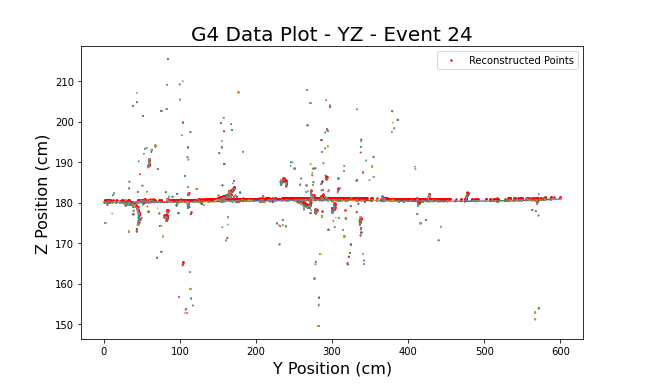 G4 Data Plot - YZ - Event 24
Reconstructed Points
Z Position (cm)
210
200
190
180
170
160
150
0 100 200 300 400 500 600
Y Position (cm)